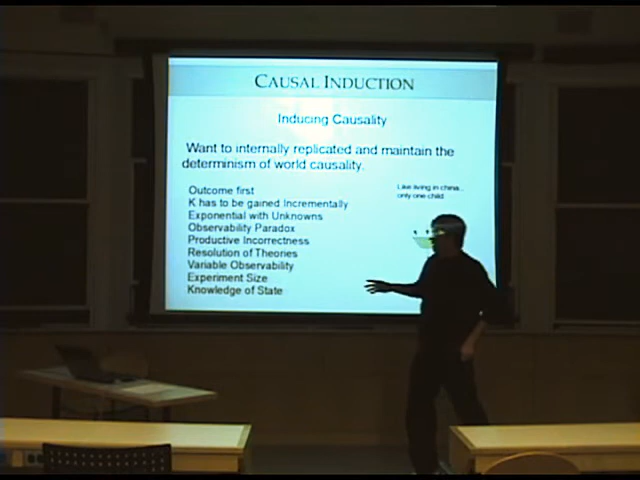 CAUSAL INDUCTION
Inducing Causality
Want to internally replicated and maintain the
determinism of world causality.
Like living in china...
only one child
Outcome first
K has to be gained Incrementally
Exponential with Unknowns
Observability Paradox
Productive Incorrectness
Resolution of Theories
Variable Observability
Experiment Size
Knowledge of State